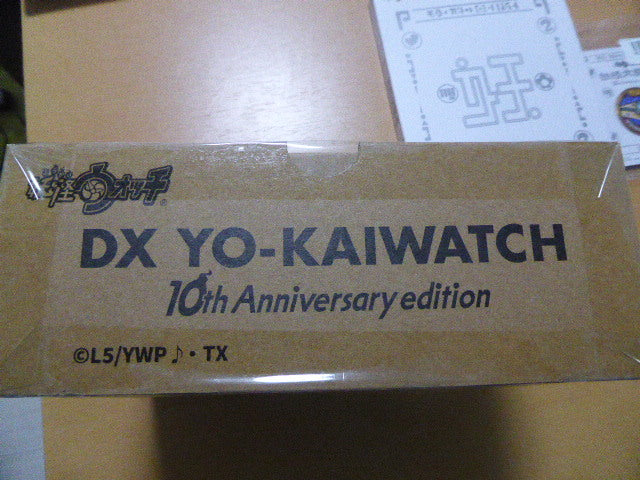 妖怪ウォッチ®
DX YO-KAIWATCH
10th Anniversary edition
©L5/YWP♪・TX